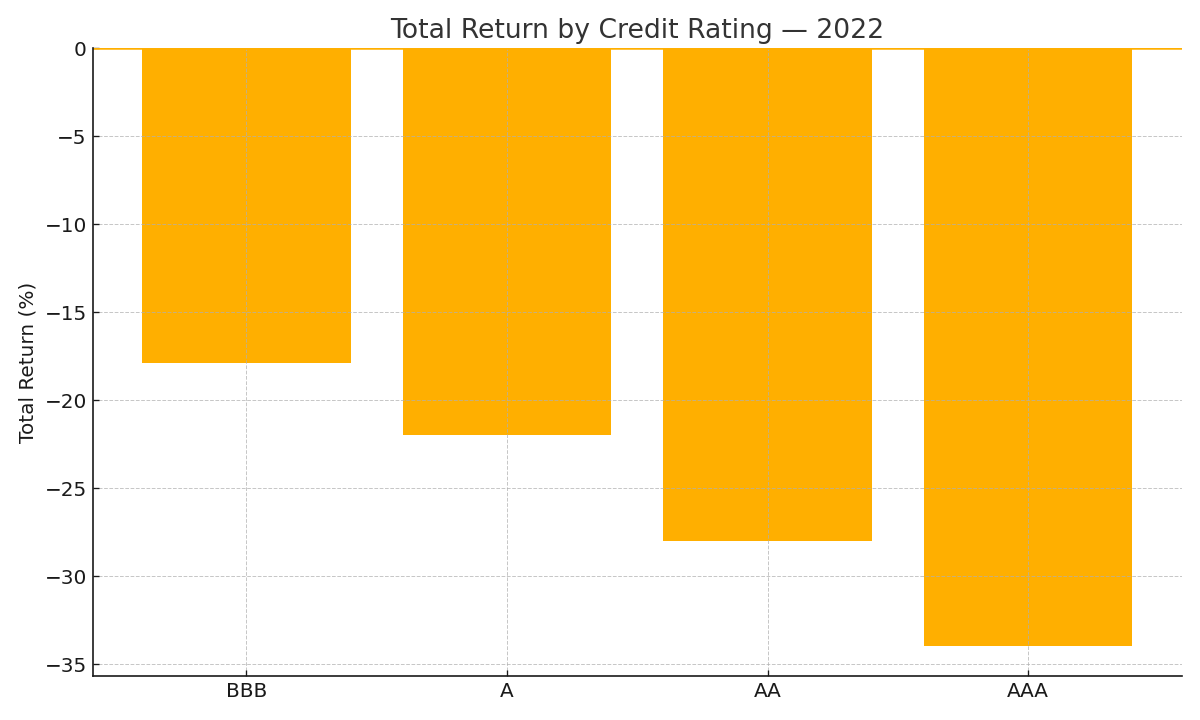 Total Return by Credit Rating — 2022
Total Return (%)
0
−5
−10
−15
−20
−25
−30
−35
BBB
A
AA
AAA